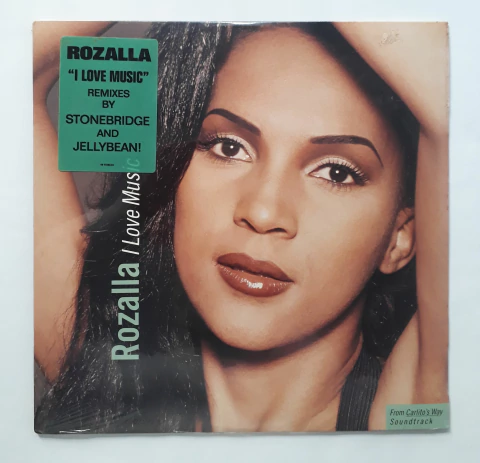 ROZALLA
"I LOVE MUSIC"
REMIXES
BY
STONEBRIDGE
AND
JELLYBEAN!
Rozalla I Love Music
From Carlito's Way
Soundtrack